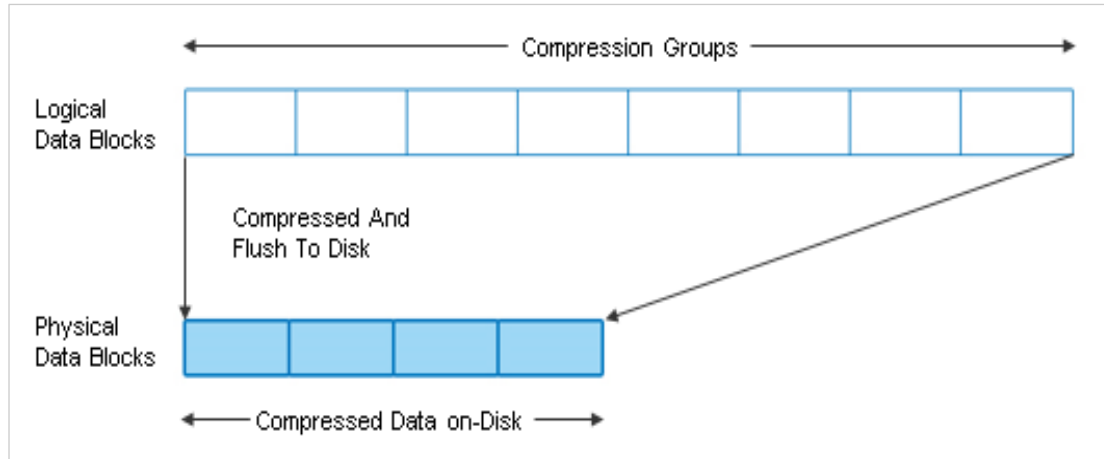 Compression Groups
Logical
Data Blocks
Compressed And
Flush To Disk
Physical
Data Blocks
Compressed Data on-Disk